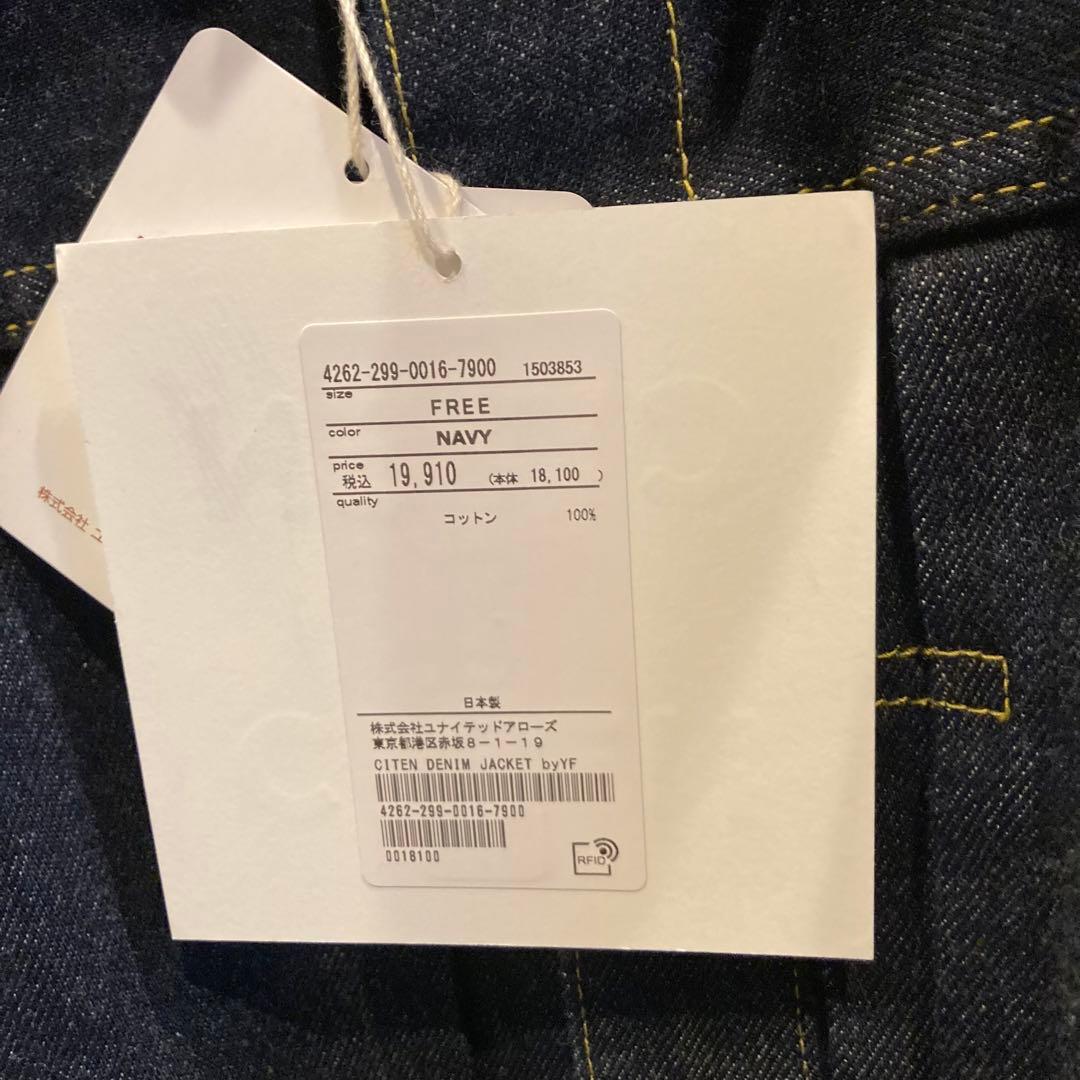 4262-299-0016-7900 1503853
size
FREE
color
NAVY
price
税込 19,910 (本体 18,100 )
quality
コットン 100%
日本製
株式会社ユナイテッドアローズ
東京都港区赤坂8-1-19
CITEN DENIM JACKET byYF
4262-299-0016-7900
0018100
RFID
株式会社 ユ